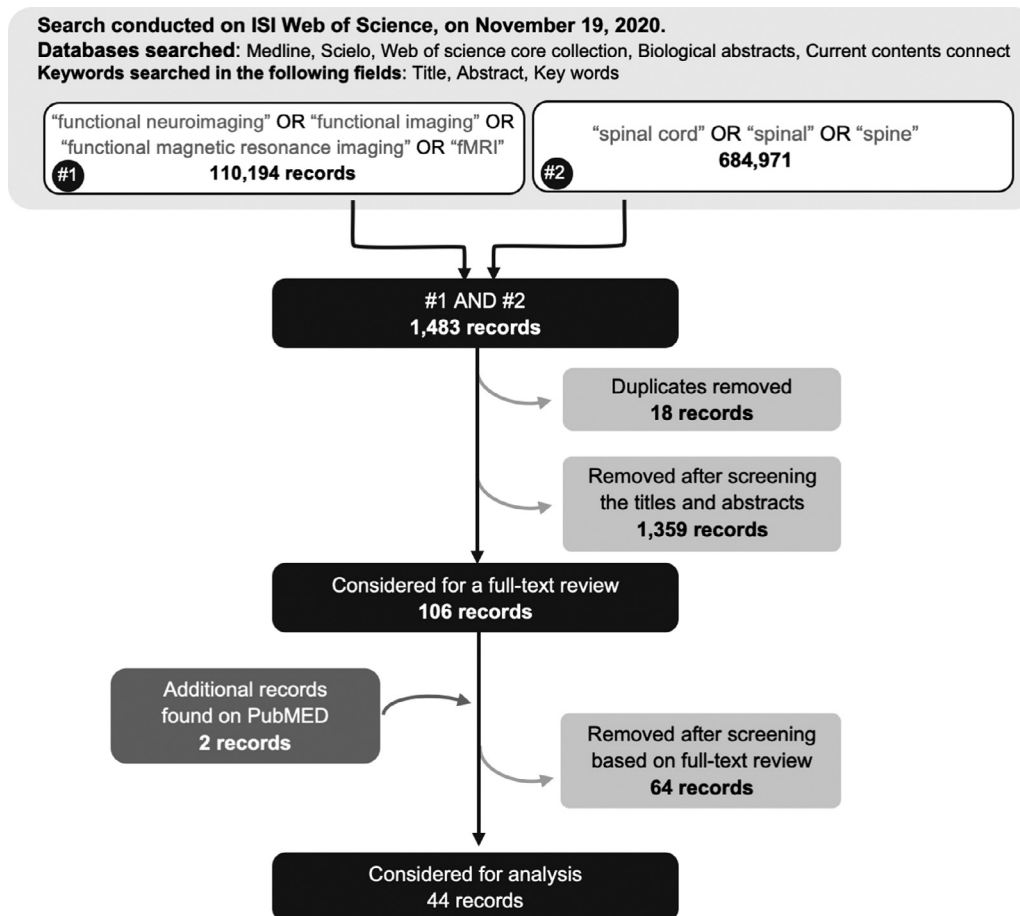 Search conducted on ISI Web of Science, on November 19, 2020.
Databases searched: Medline, Scielo, Web of science core collection, Biological abstracts, Current contents connect
Keywords searched in the following fields: Title, Abstract, Key words
“functional neuroimaging” OR “functional imaging” OR
“functional magnetic resonance imaging” OR “fMRI”
110,194 records
#1
“spinal cord” OR “spinal” OR “spine”
684,971
#2
#1 AND #2
1,483 records
Duplicates removed
18 records
Removed after screening
the titles and abstracts
1,359 records
Considered for a full-text review
106 records
Additional records
found on PubMED
2 records
Removed after screening
based on full-text review
64 records
Considered for analysis
44 records